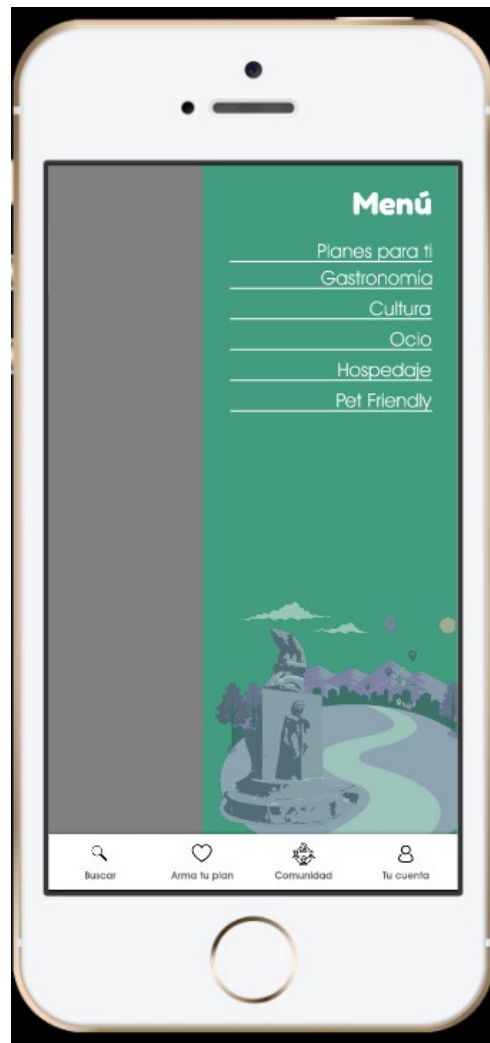 Menú
Planes para ti
Gastronomía
Cultura
Ocio
Hospedaje
Pet Friendly
Buscar
Arma tu plan
Comunidad
Tu cuenta